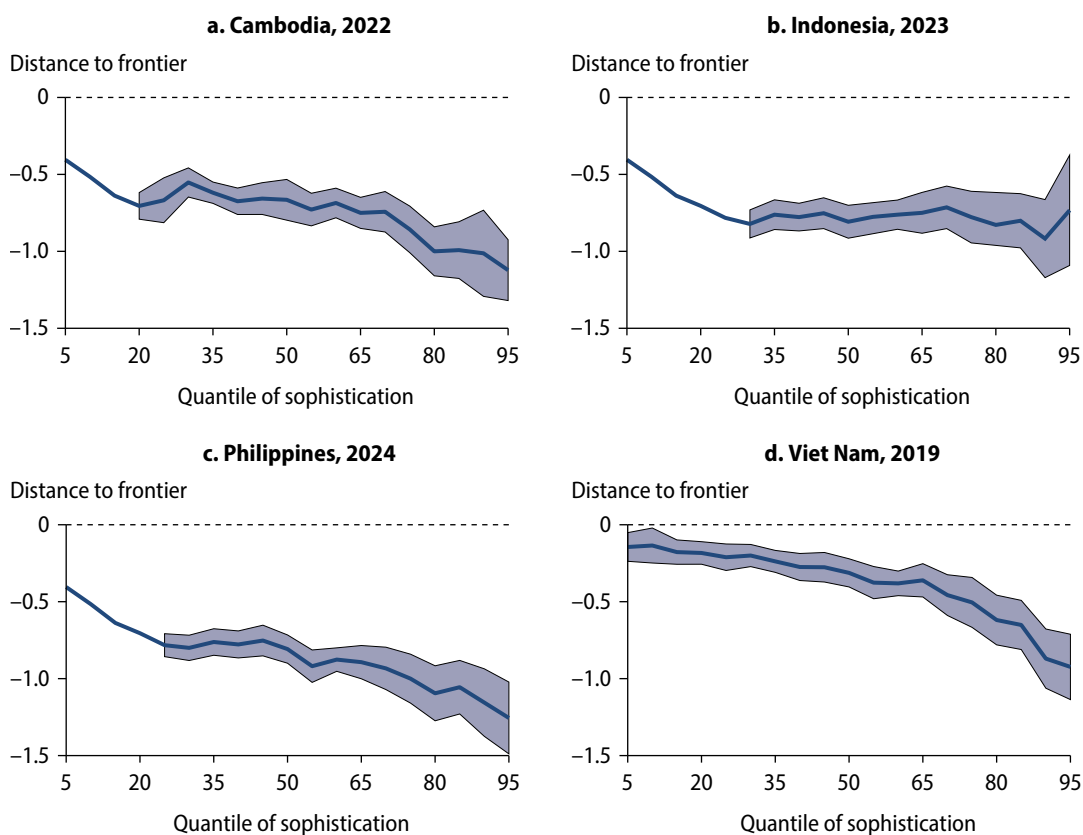 a. Cambodia, 2022
Distance to frontier
0
−0.5
−1.0
−1.5
5 20 35 50 65 80 95
Quantile of sophistication
b. Indonesia, 2023
Distance to frontier
0
−0.5
−1.0
−1.5
5 20 35 50 65 80 95
Quantile of sophistication
c. Philippines, 2024
Distance to frontier
0
−0.5
−1.0
−1.5
5 20 35 50 65 80 95
Quantile of sophistication
d. Viet Nam, 2019
Distance to frontier
0
−0.5
−1.0
−1.5
5 20 35 50 65 80 95
Quantile of sophistication